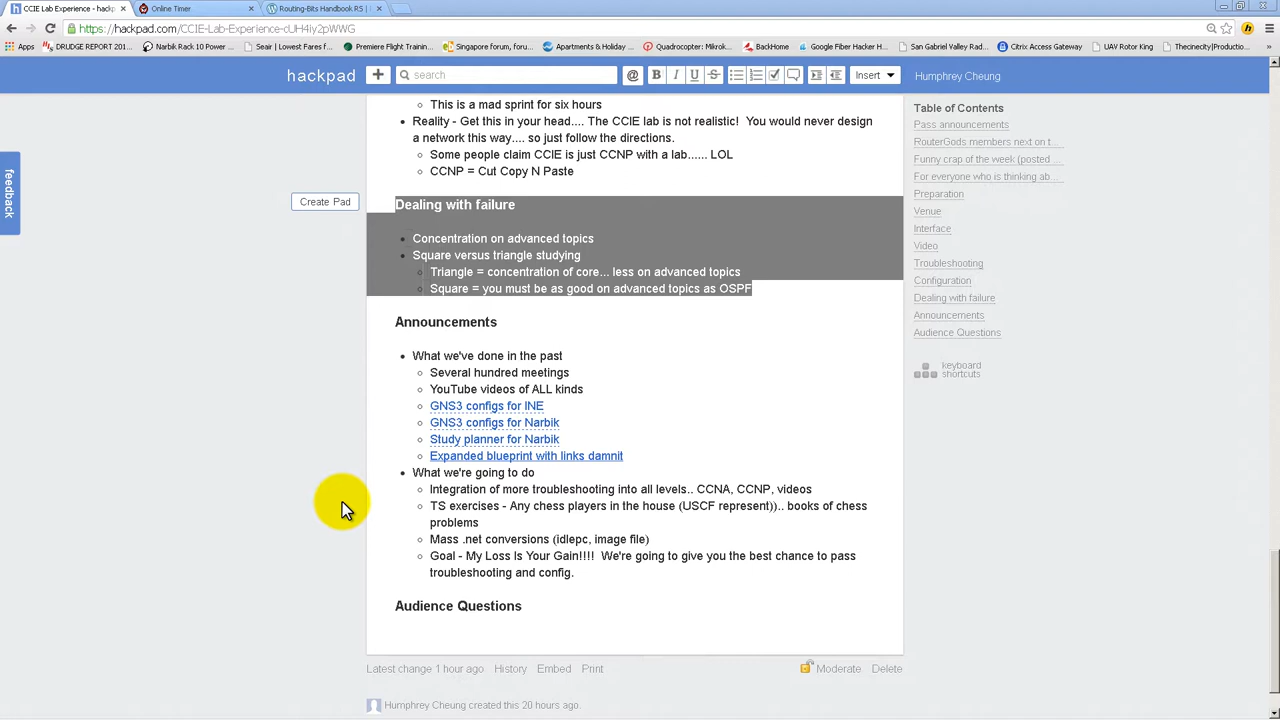 CCIE Lab Experience - hackp
Online Timer
Routing-Bits Handbook RS |
https://hackpad.com/CCIE-Lab-Experience-cUH4iy2pWWG
Apps
DRUDGE REPORT 201...
Narbik Rack 10 Power ...
Seair | Lowest Fares of...
Premiere Flight Trainin...
Singapore forum, foru...
Apartments & Holiday ...
Quadrocopter: Mikrok...
BackHome
Google Fiber Hacker H...
San Gabriel Valley Rad...
Citrix Access Gateway
UAV Rotor King
Thecinecity|Production...
hackpad
search
@
B
I
U
S
Insert
Humphrey Cheung
feedback
Create Pad
This is a mad sprint for six hours
Reality - Get this in your head.... The CCIE lab is not realistic! You would never design
a network this way.... so just follow the directions.
Some people claim CCIE is just CCNP with a lab...... LOL
CCNP = Cut Copy N Paste
Dealing with failure
Concentration on advanced topics
Square versus triangle studying
Triangle = concentration of core... less on advanced topics
Square = you must be as good on advanced topics as OSPF
Announcements
What we've done in the past
Several hundred meetings
YouTube videos of ALL kinds
GNS3 configs for INE
GNS3 configs for Narbik
Study planner for Narbik
Expanded blueprint with links damnit
What we're going to do
Integration of more troubleshooting into all levels.. CCNA, CCNP, videos
TS exercises - Any chess players in the house (USCF represent)).. books of chess
problems
Mass .net conversions (idlepc, image file)
Goal - My Loss Is Your Gain!!!! We're going to give you the best chance to pass
troubleshooting and config.
Audience Questions
Table of Contents
Pass announcements
RouterGods members next on t...
Funny crap of the week (posted ...
For everyone who is thinking ab...
Preparation
Venue
Interface
Video
Troubleshooting
Configuration
Dealing with failure
Announcements
Audience Questions
keyboard
shortcuts
Latest change 1 hour ago
History
Embed
Print
Moderate
Delete
Humphrey Cheung created this 20 hours ago.